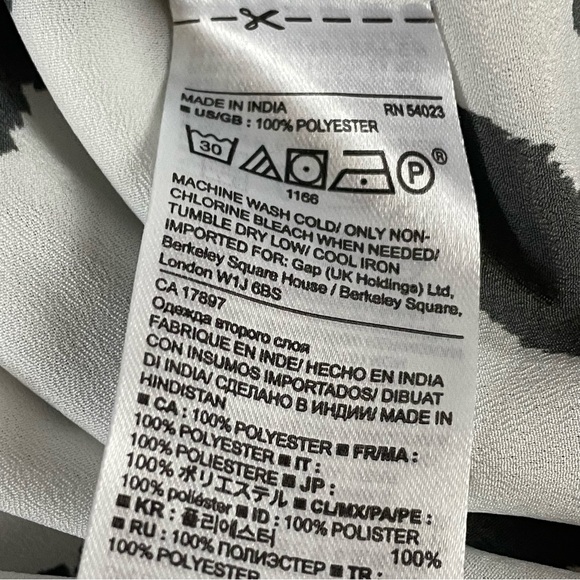 MADE IN INDIA RN 54023
■ US/GB : 100% POLYESTER
30 P ®
1166
MACHINE WASH COLD/ ONLY NON-
CHLORINE BLEACH WHEN NEEDED/
TUMBLE DRY LOW/ COOL IRON
IMPORTED FOR: Gap (UK Holdings) Ltd,
Berkeley Square House / Berkeley Square,
London W1J 6BS
CA 17897
Одежда второго слоя
FABRIQUE EN INDE/ HECHO EN INDIA
CON INSUMOS IMPORTADOS/ DIBUAT
DI INDIA/ СДЕЛАНО В ИНДИИ/ MADE IN
HINDISTAN
■ CA : 100% POLYESTER ■ FR/MA :
100% POLYESTER ■ IT :
100% POLIESTERE ■ JP :
100% ポリエステル ■ CL/MX/PA/PE :
100% poliéster ■ ID : 100% POLISTER
■ KR : 폴리에스터 100%
■ RU : 100% ПОЛИЭСТЕР ■ TR :
100% POLYESTER